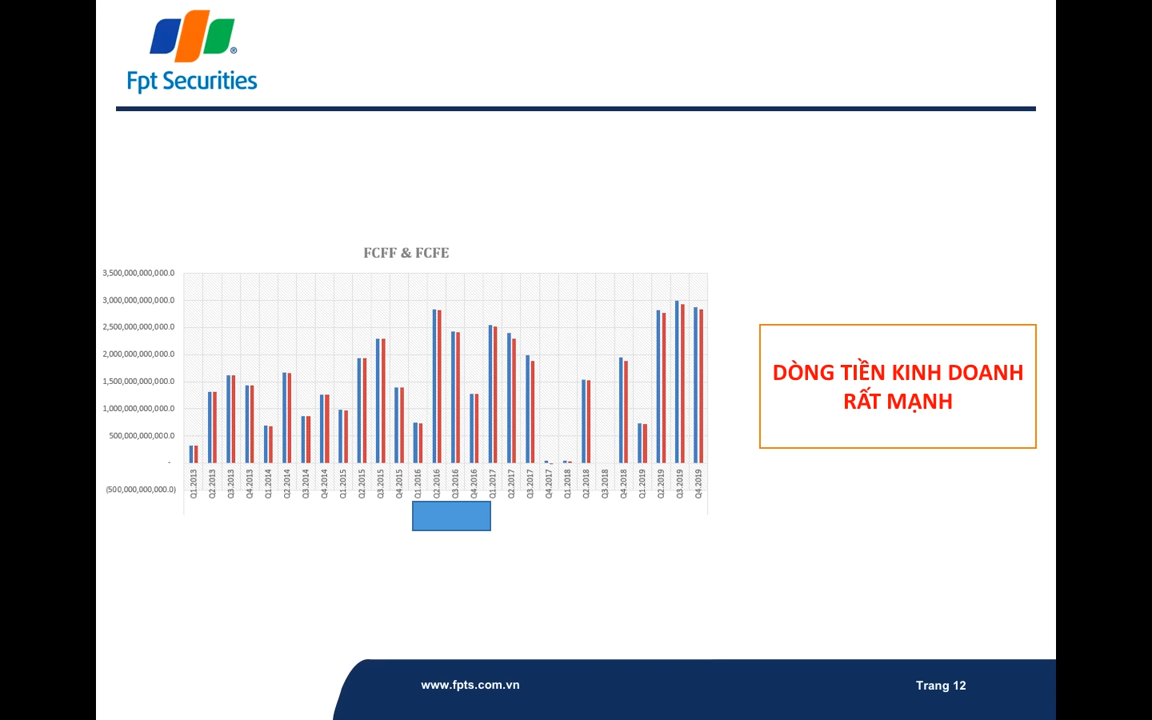 Fpt Securities
FCFF & FCFE
3,500,000,000,000.0
3,000,000,000,000.0
2,500,000,000,000.0
2,000,000,000,000.0
1,500,000,000,000.0
1,000,000,000,000.0
500,000,000,000.0
-
(500,000,000,000.0)
Q1.2013
Q2.2013
Q3.2013
Q4.2013
Q1.2014
Q2.2014
Q3.2014
Q4.2014
Q1.2015
Q2.2015
Q3.2015
Q4.2015
Q1.2016
Q2.2016
Q3.2016
Q4.2016
Q1.2017
Q2.2017
Q3.2017
Q4.2017
Q1.2018
Q2.2018
Q3.2018
Q4.2018
Q1.2019
Q2.2019
Q3.2019
Q4.2019
DÒNG TIỀN KINH DOANH
RẤT MẠNH
www.fpts.com.vn
Trang 12